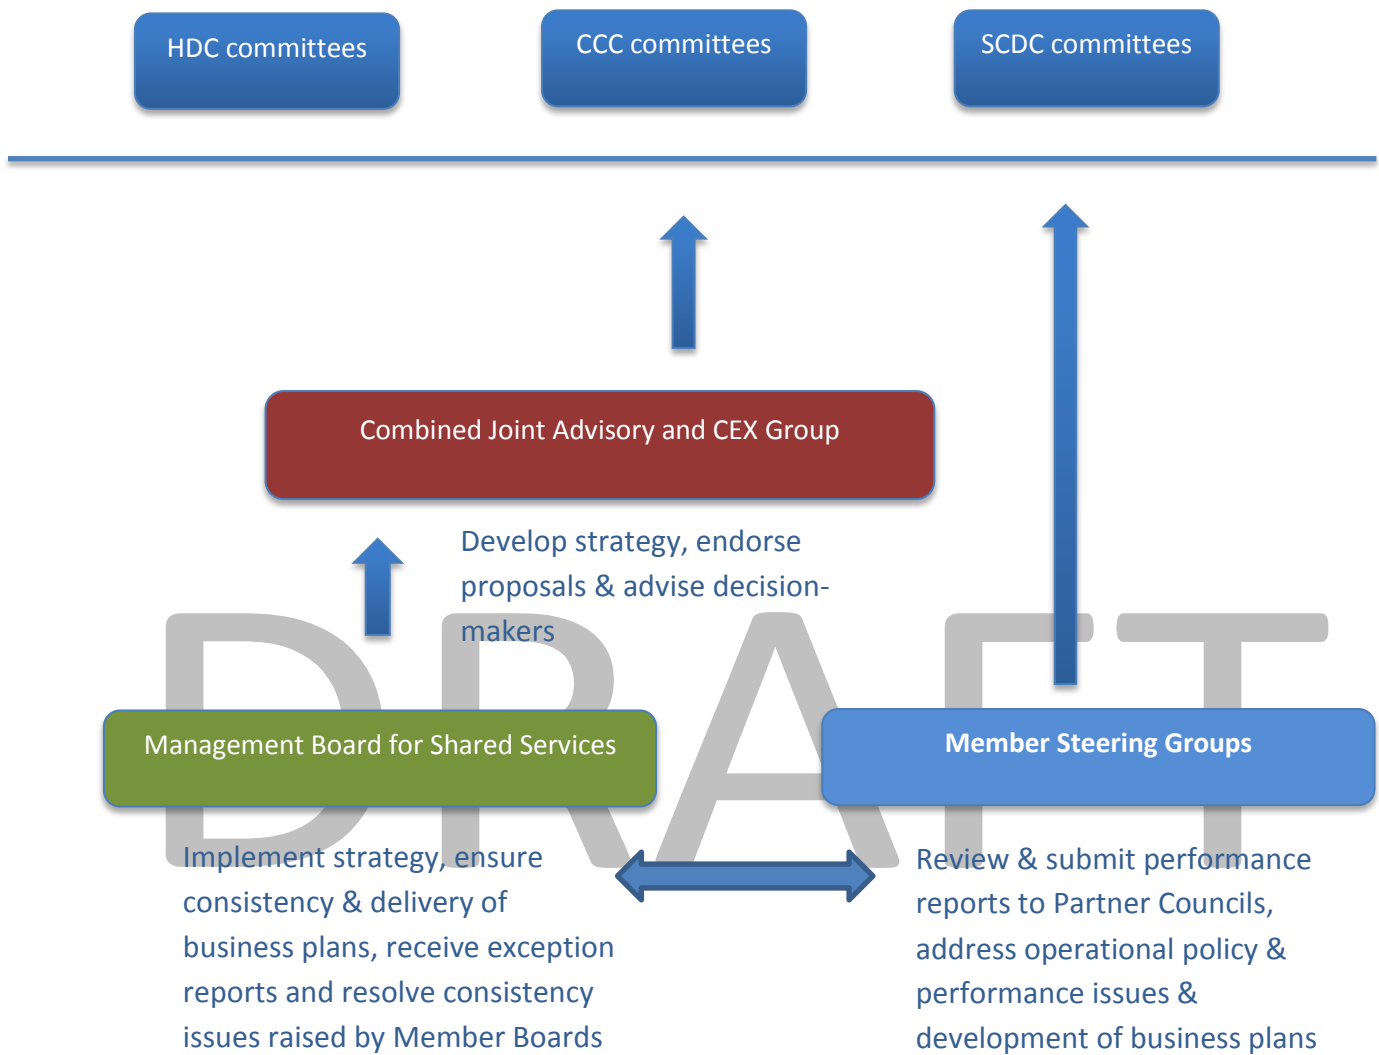 HDC committees
CCC committees
SCDC committees
Combined Joint Advisory and CEX Group
Develop strategy, endorse
proposals & advise decision-
makers
DRAFT
Management Board for Shared Services
Member Steering Groups
Implement strategy, ensure
consistency & delivery of
business plans, receive exception
reports and resolve consistency
issues raised by Member Boards
Review & submit performance
reports to Partner Councils,
address operational policy &
performance issues &
development of business plans